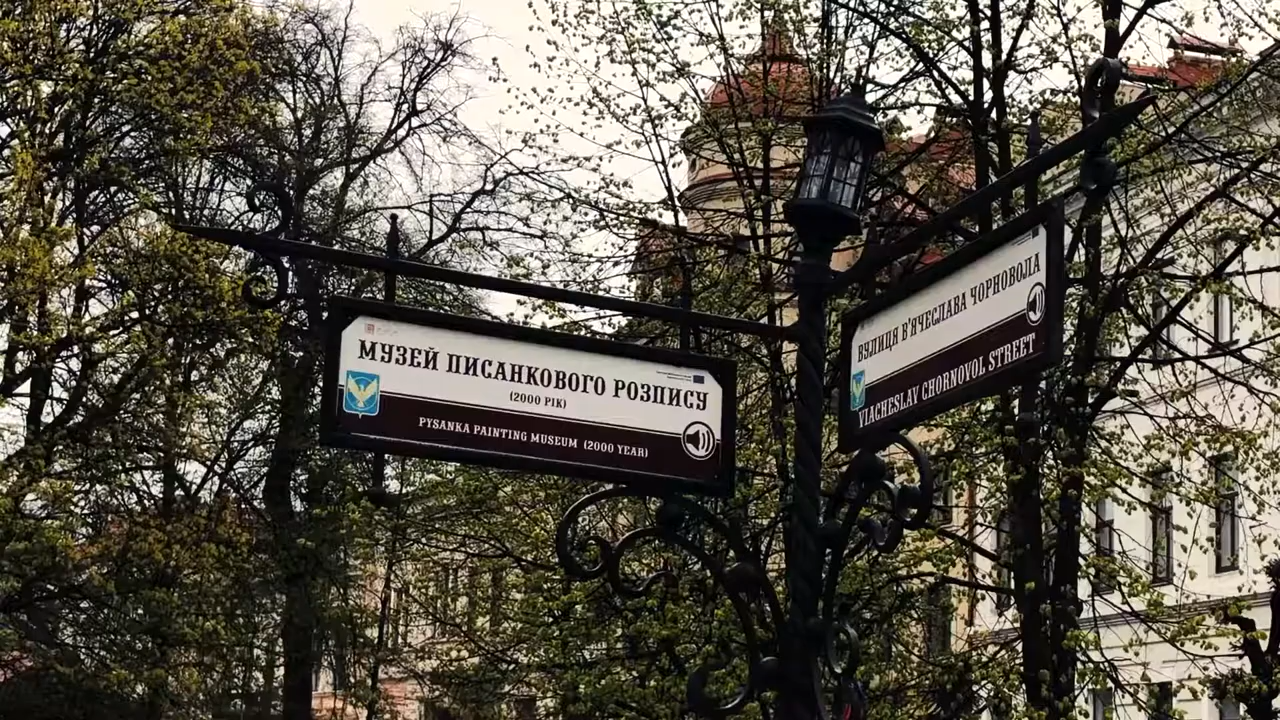 МУЗЕЙ ПИСАНКОВОГО РОЗПИСУ
(2000 РІК)
PYSANKA PAINTING MUSEUM (2000 YEAR)
ВУЛИЦЯ В'ЯЧЕСЛАВА ЧОРНОВОЛА
VIACHESLAV CHORNOVOL STREET